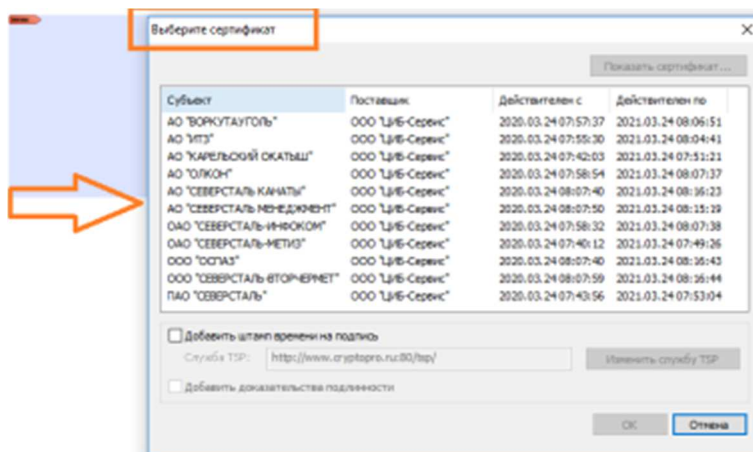 Выберите сертификат
Показать сертификат...
Субъект Поставщик Действителен с Действителен по
АО "ВОРКУТАУГОЛЬ" ООО "ЦИБ-Сервис" 2020.03.24 07:57:37 2021.03.24 08:06:51
АО "ИТЗ" ООО "ЦИБ-Сервис" 2020.03.24 07:55:30 2021.03.24 08:04:41
АО "КАРЕЛЬСКИЙ ОКАТЫШ" ООО "ЦИБ-Сервис" 2020.03.24 07:42:03 2021.03.24 07:51:21
АО "ОЛКОН" ООО "ЦИБ-Сервис" 2020.03.24 07:58:54 2021.03.24 08:07:37
АО "СЕВЕРСТАЛЬ КАНАТЫ" ООО "ЦИБ-Сервис" 2020.03.24 08:07:40 2021.03.24 08:16:23
АО "СЕВЕРСТАЛЬ МЕНЕДЖМЕНТ" ООО "ЦИБ-Сервис" 2020.03.24 08:07:50 2021.03.24 08:15:19
ОАО "СЕВЕРСТАЛЬ-ИНФОКОМ" ООО "ЦИБ-Сервис" 2020.03.24 07:58:32 2021.03.24 08:07:38
ОАО "СЕВЕРСТАЛЬ-МЕТИЗ" ООО "ЦИБ-Сервис" 2020.03.24 07:40:12 2021.03.24 07:49:26
ООО "ОСПАЗ" ООО "ЦИБ-Сервис" 2020.03.24 08:07:40 2021.03.24 08:16:43
ООО "СЕВЕРСТАЛЬ-ВТОРЧЕРМЕТ" ООО "ЦИБ-Сервис" 2020.03.24 08:07:59 2021.03.24 08:16:44
ПАО "СЕВЕРСТАЛЬ" ООО "ЦИБ-Сервис" 2020.03.24 07:43:56 2021.03.24 07:53:04
Добавить штамп времени на подпись
Служба TSP: http://www.cryptopro.ru:80/tsp/ Изменить службу TSP
Добавить доказательства подлинности
ОК Отмена